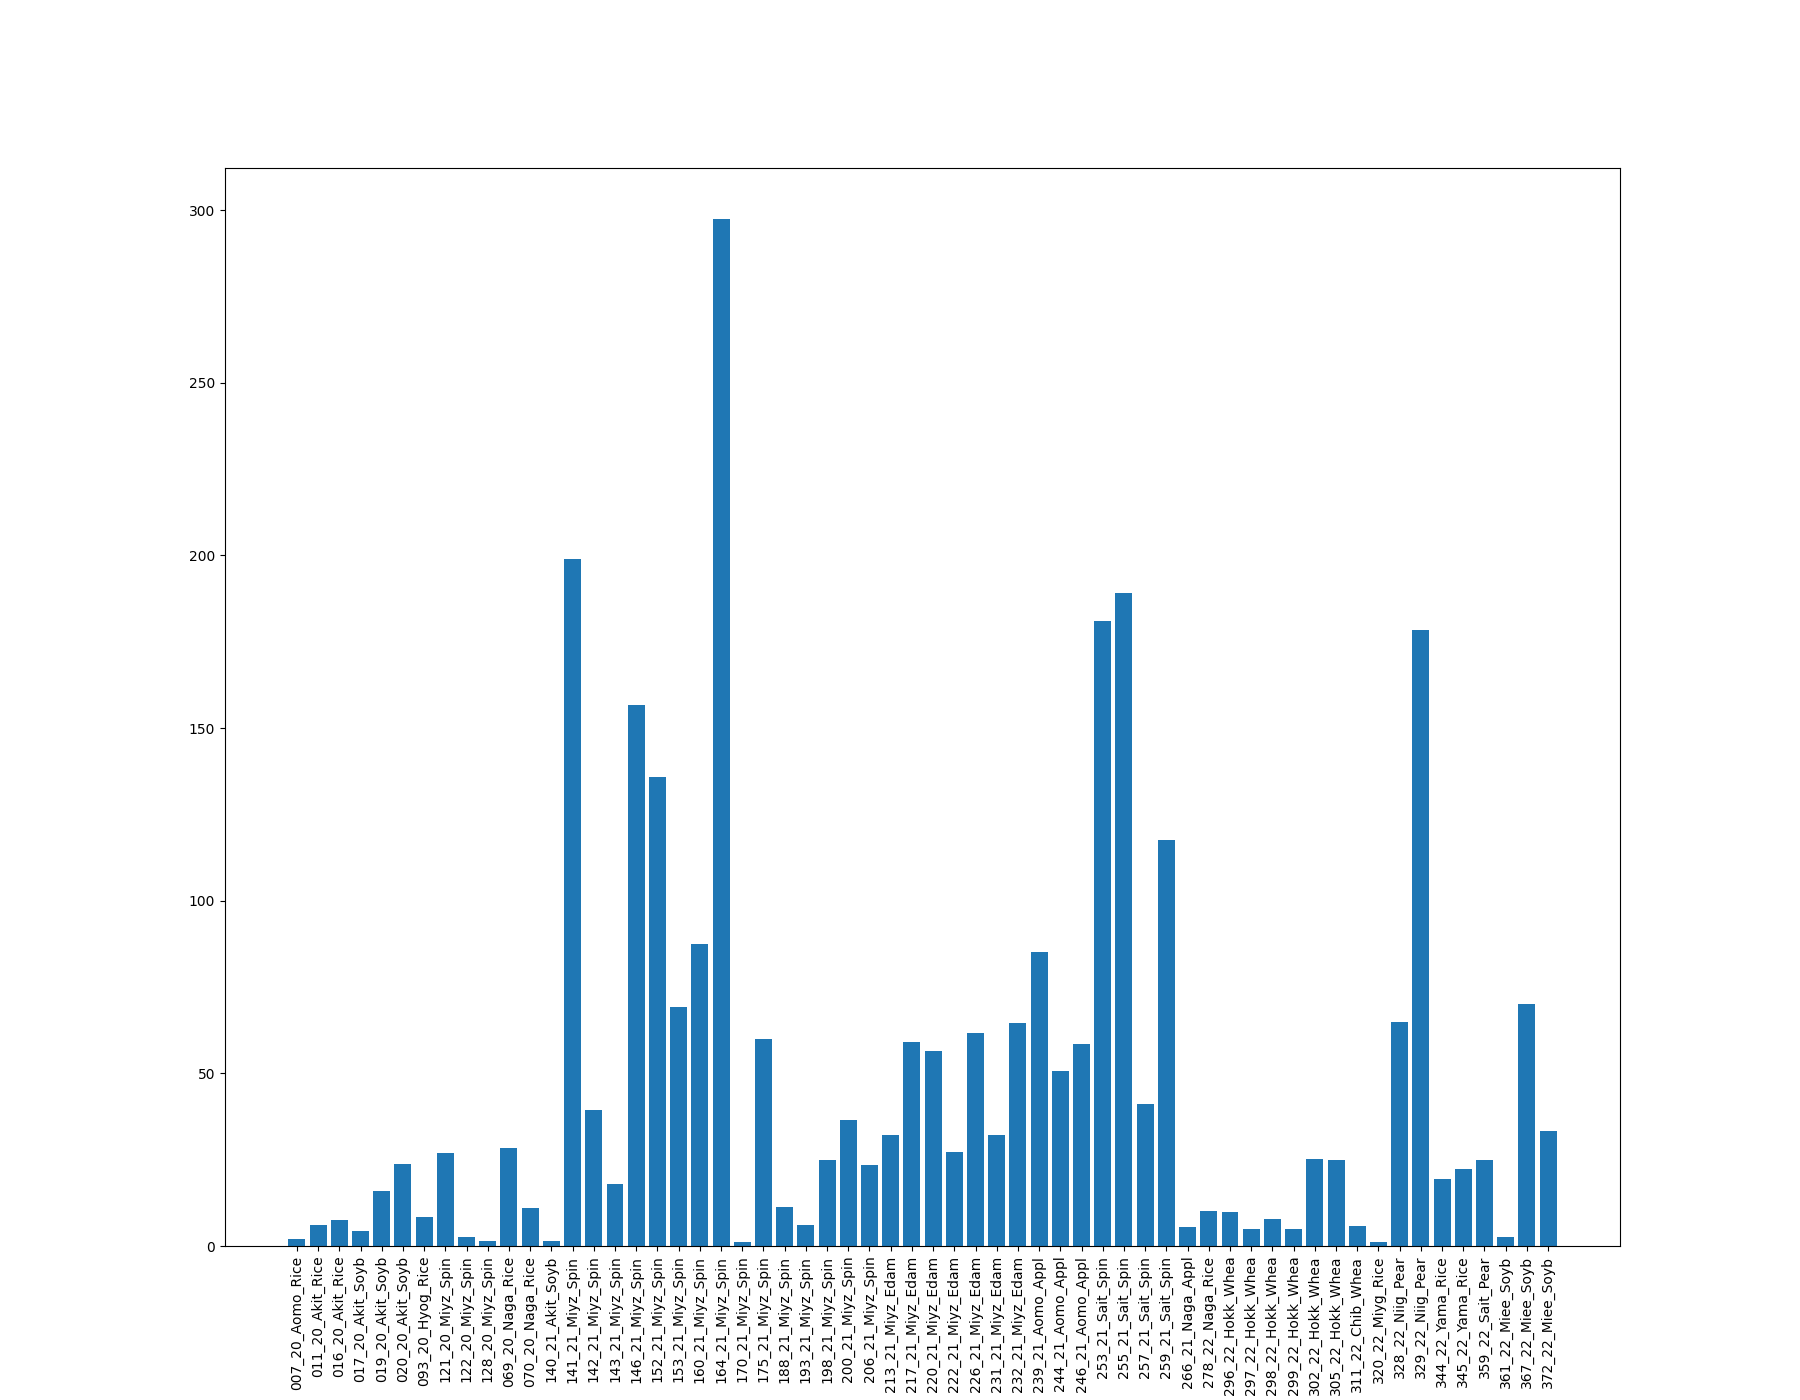 300
250
200
150
100
50
0
007_20_Aomo_Rice
011_20_Akit_Rice
016_20_Akit_Rice
017_20_Akit_Soyb
019_20_Akit_Soyb
020_20_Akit_Soyb
093_20_Hyog_Rice
121_20_Miyz_Spin
122_20_Miyz_Spin
128_20_Miyz_Spin
069_20_Naga_Rice
070_20_Naga_Rice
140_21_Akit_Soyb
141_21_Miyz_Spin
142_21_Miyz_Spin
143_21_Miyz_Spin
146_21_Miyz_Spin
152_21_Miyz_Spin
153_21_Miyz_Spin
160_21_Miyz_Spin
164_21_Miyz_Spin
170_21_Miyz_Spin
175_21_Miyz_Spin
188_21_Miyz_Spin
193_21_Miyz_Spin
198_21_Miyz_Spin
200_21_Miyz_Spin
206_21_Miyz_Spin
213_21_Miyz_Edam
217_21_Miyz_Edam
220_21_Miyz_Edam
222_21_Miyz_Edam
226_21_Miyz_Edam
231_21_Miyz_Edam
232_21_Miyz_Edam
239_21_Aomo_Appl
244_21_Aomo_Appl
246_21_Aomo_Appl
253_21_Sait_Spin
255_21_Sait_Spin
257_21_Sait_Spin
259_21_Sait_Spin
266_21_Naga_Appl
278_22_Naga_Rice
296_22_Hokk_Whea
297_22_Hokk_Whea
298_22_Hokk_Whea
299_22_Hokk_Whea
302_22_Hokk_Whea
305_22_Hokk_Whea
311_22_Chib_Whea
320_22_Miyg_Rice
328_22_Niig_Pear
329_22_Niig_Pear
344_22_Yama_Rice
345_22_Yama_Rice
359_22_Sait_Pear
361_22_Miee_Soyb
367_22_Miee_Soyb
372_22_Miee_Soyb